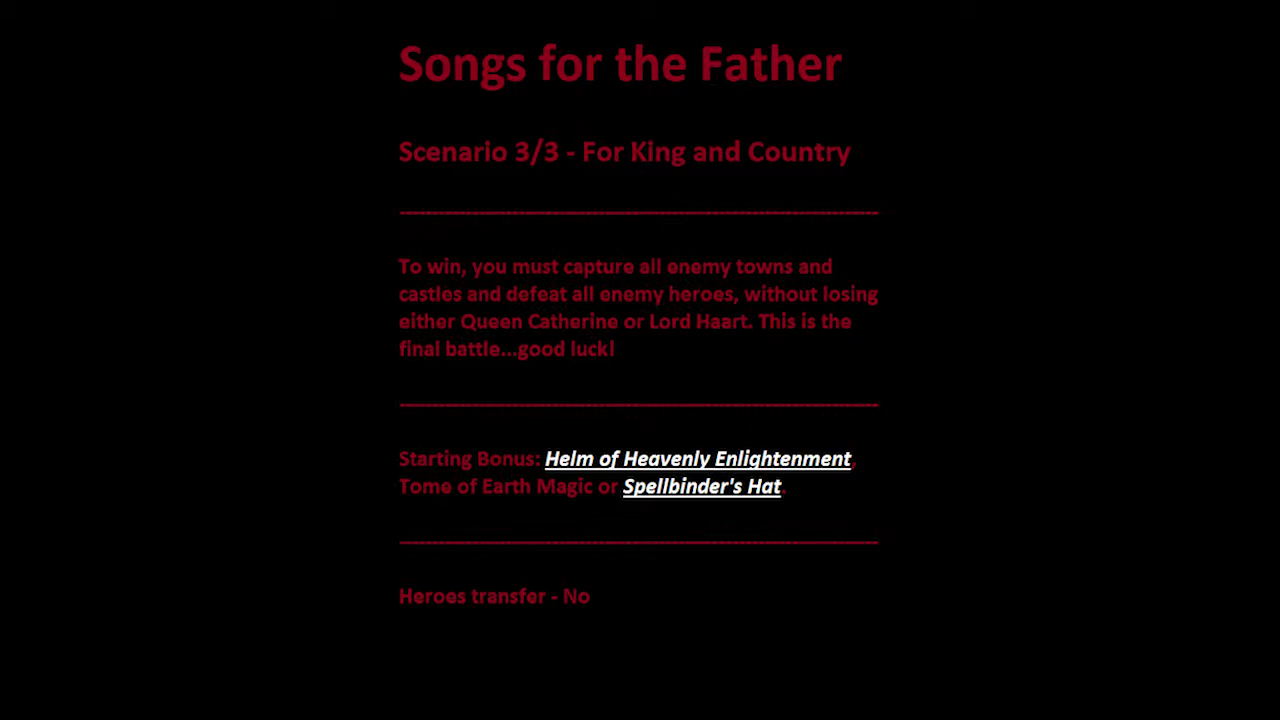 Songs for the Father
Scenario 3/3 - For King and Country
--------------------------------------------------------------------------------
To win, you must capture all enemy towns and
castles and defeat all enemy heroes, without losing
either Queen Catherine or Lord Haart. This is the
final battle...good luck!
--------------------------------------------------------------------------------
Starting Bonus: Helm of Heavenly Enlightenment,
Tome of Earth Magic or Spellbinder's Hat.
--------------------------------------------------------------------------------
Heroes transfer - No